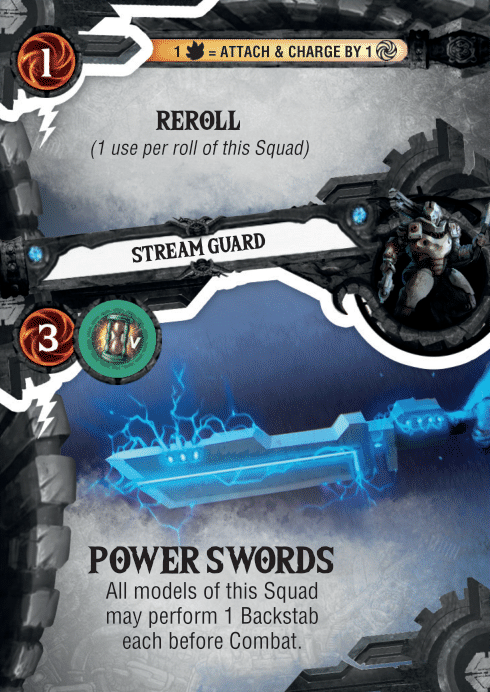 1
1 = ATTACH & CHARGE BY 1
REROLL
(1 use per roll of this Squad)
STREAM GUARD
3
V
POWER SWORDS
All models of this Squad
may perform 1 Backstab
each before Combat.